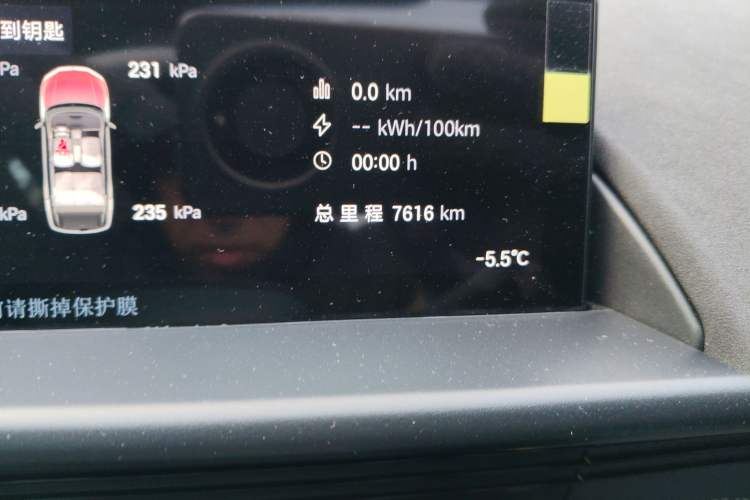 到钥匙
Pa 231 kPa
0.0 km
-- kWh/100km
00:00 h
kPa 235 kPa
总里程 7616 km
-5.5℃
请撕掉保护膜